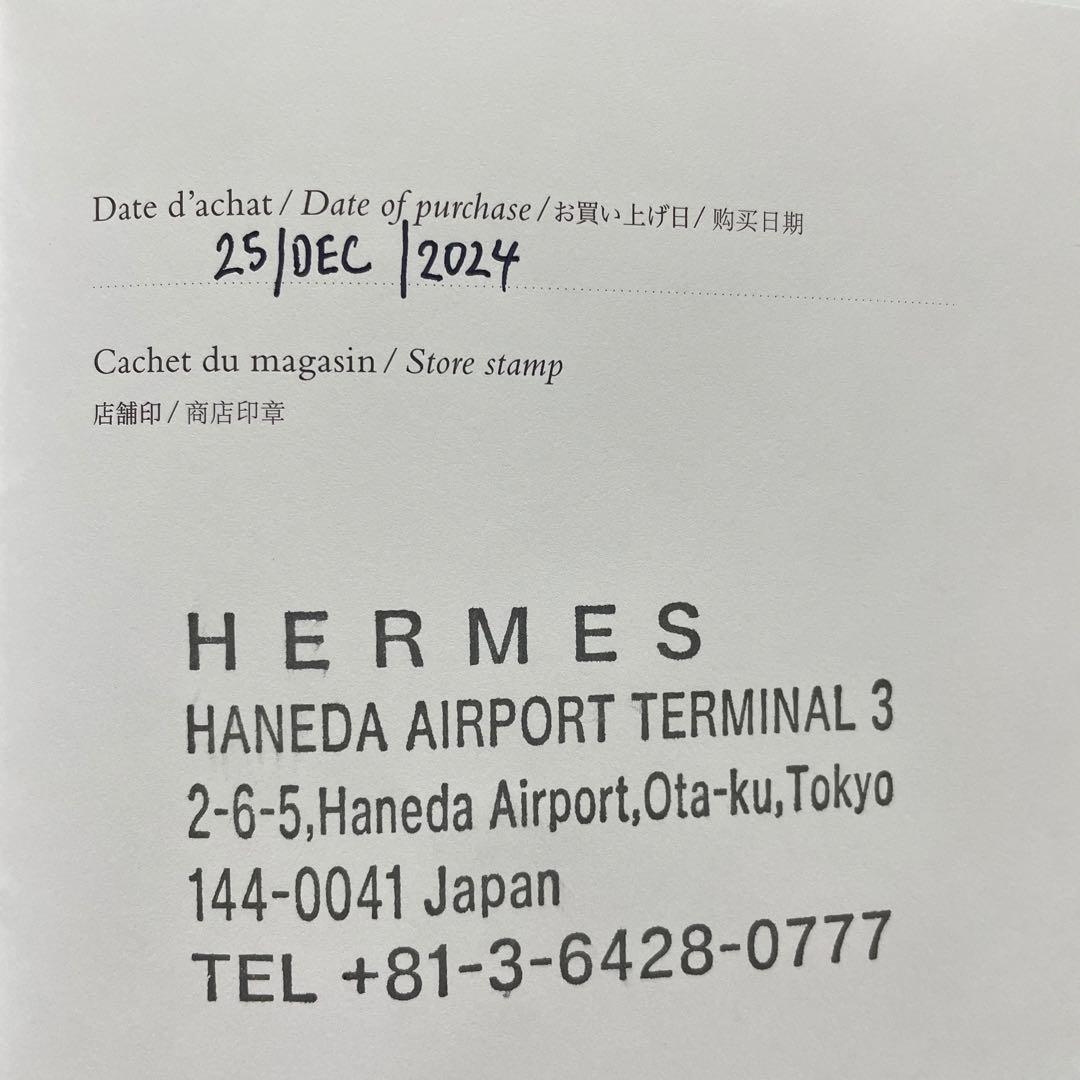 Date d'achat / Date of purchase / お買い上げ日 / 购买日期
25/DEC/2024
Cachet du magasin / Store stamp
店舗印 / 商店印章
HERMES
HANEDA AIRPORT TERMINAL 3
2-6-5,Haneda Airport,Ota-ku,Tokyo
144-0041 Japan
TEL +81-3-6428-0777